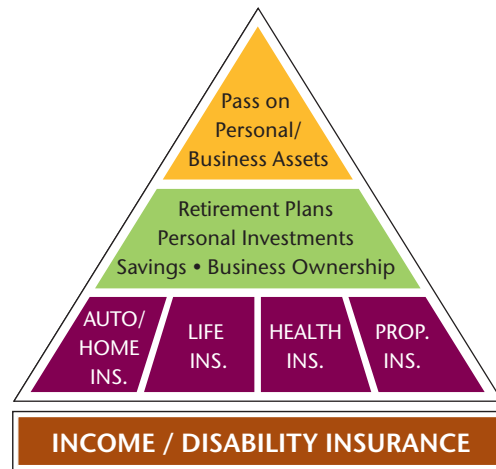 Pass on
Personal/
Business Assets
Retirement Plans
Personal Investments
Savings • Business Ownership
AUTO/
HOME
INS.
LIFE
INS.
HEALTH
INS.
PROP.
INS.
INCOME / DISABILITY INSURANCE